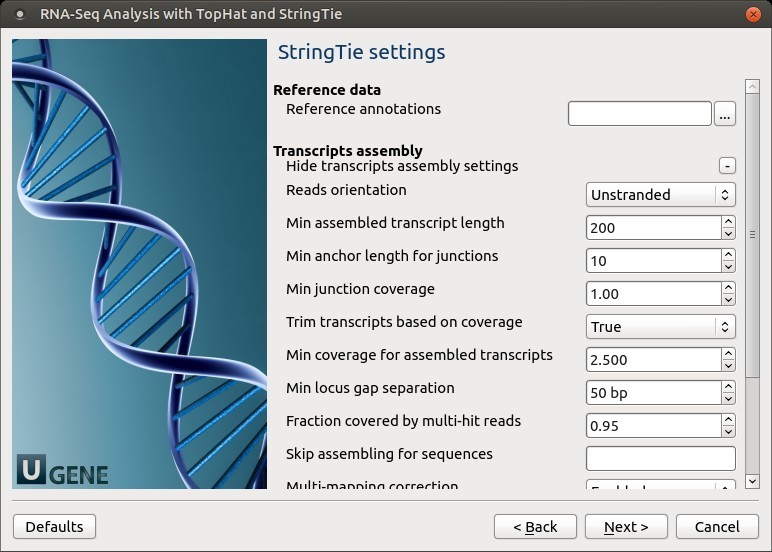 RNA-Seq Analysis with TopHat and StringTie
StringTie settings
Reference data
Reference annotations ...
Transcripts assembly
Hide transcripts assembly settings -
Reads orientation Unstranded
Min assembled transcript length 200
Min anchor length for junctions 10
Min junction coverage 1.00
Trim transcripts based on coverage True
Min coverage for assembled transcripts 2.500
Min locus gap separation 50 bp
Fraction covered by multi-hit reads 0.95
Skip assembling for sequences
Multi-mapping correction Enabled
UGENE
Defaults < Back Next > Cancel